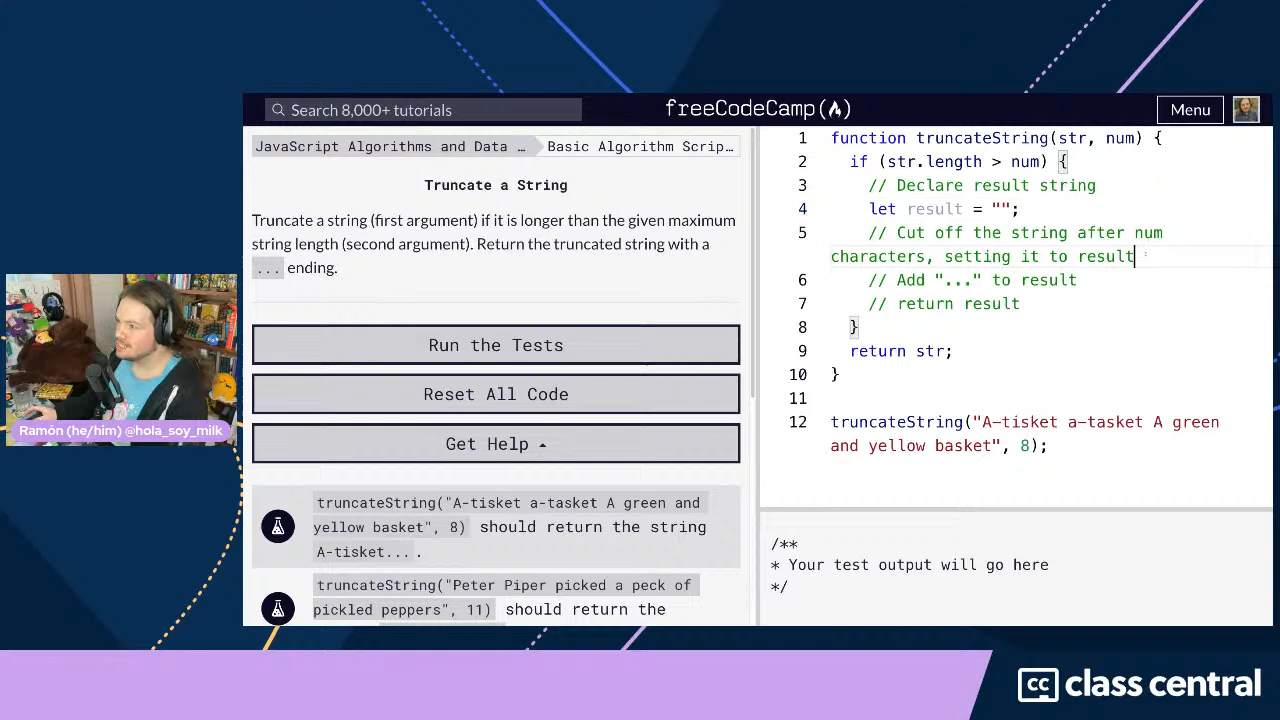 Search 8,000+ tutorials
freeCodeCamp(🔥)
Menu
JavaScript Algorithms and Data …
Basic Algorithm Scrip…
Truncate a String
Truncate a string (first argument) if it is longer than the given maximum
string length (second argument). Return the truncated string with a
... ending.
Run the Tests
Reset All Code
Get Help
truncateString("A-tisket a-tasket A green and
yellow basket", 8) should return the string
A-tisket... .
truncateString("Peter Piper picked a peck of
pickled peppers", 11) should return the
1 function truncateString(str, num) {
2 if (str.length > num) {
3 // Declare result string
4 let result = "";
5 // Cut off the string after num
characters, setting it to result
6 // Add "..." to result
7 // return result
8 }
9 return str;
10 }
11
12 truncateString("A-tisket a-tasket A green
and yellow basket", 8);
/**
* Your test output will go here
*/
Ramón (he/him) @hola_soy_milk
cc class central